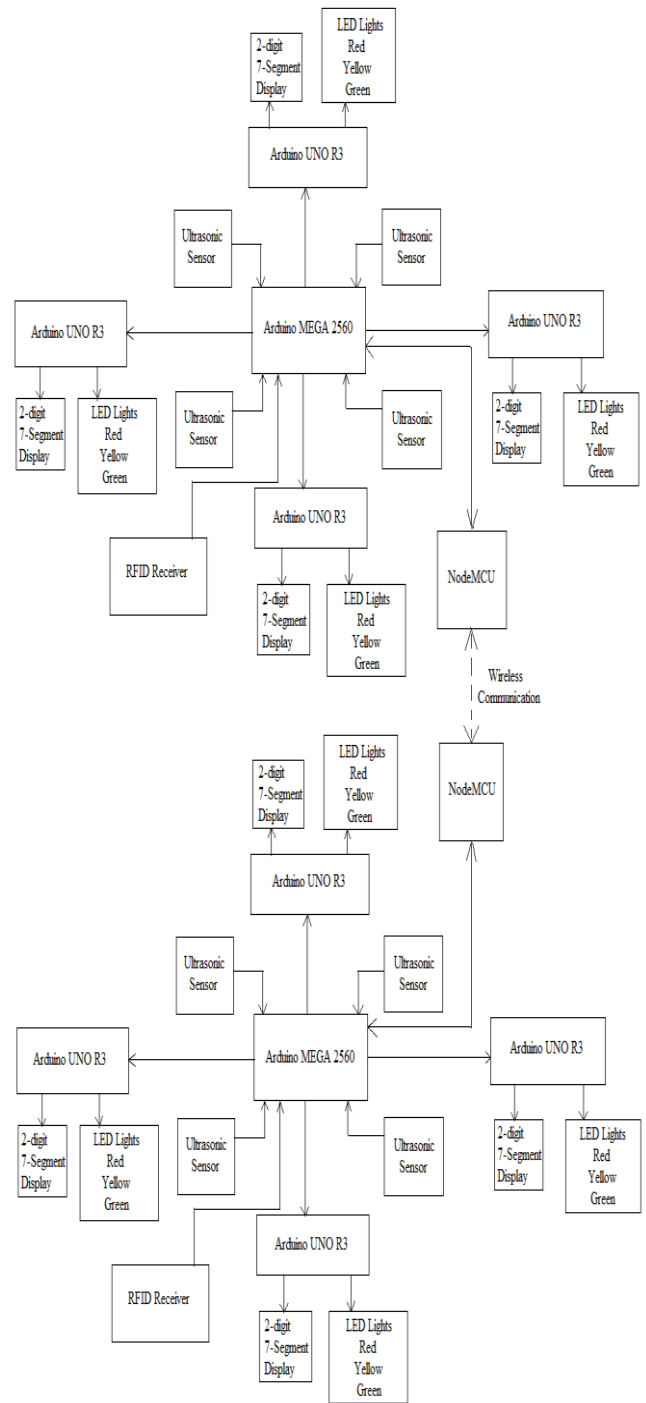 LED Lights
Red
Yellow
Green
2-digit
7-Segment
Display
Arduino UNO R3
Ultrasonic
Sensor
Ultrasonic
Sensor
Arduino UNO R3
Arduino MEGA 2560
Arduino UNO R3
2-digit
7-Segment
Display
LED Lights
Red
Yellow
Green
Ultrasonic
Sensor
Ultrasonic
Sensor
2-digit
7-Segment
Display
LED Lights
Red
Yellow
Green
Arduino UNO R3
RFID Receiver
NodeMCU
2-digit
7-Segment
Display
LED Lights
Red
Yellow
Green
Wireless
Communication
NodeMCU
2-digit
7-Segment
Display
LED Lights
Red
Yellow
Green
Arduino UNO R3
Ultrasonic
Sensor
Ultrasonic
Sensor
Arduino UNO R3
Arduino MEGA 2560
Arduino UNO R3
2-digit
7-Segment
Display
LED Lights
Red
Yellow
Green
Ultrasonic
Sensor
Ultrasonic
Sensor
2-digit
7-Segment
Display
LED Lights
Red
Yellow
Green
Arduino UNO R3
RFID Receiver
2-digit
7-Segment
Display
LED Lights
Red
Yellow
Green